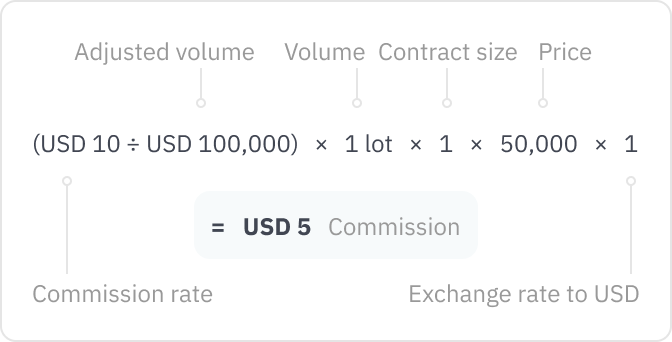 Adjusted volume Volume Contract size Price
(USD 10 ÷ USD 100,000) × 1 lot × 1 × 50,000 × 1
= USD 5 Commission
Commission rate Exchange rate to USD